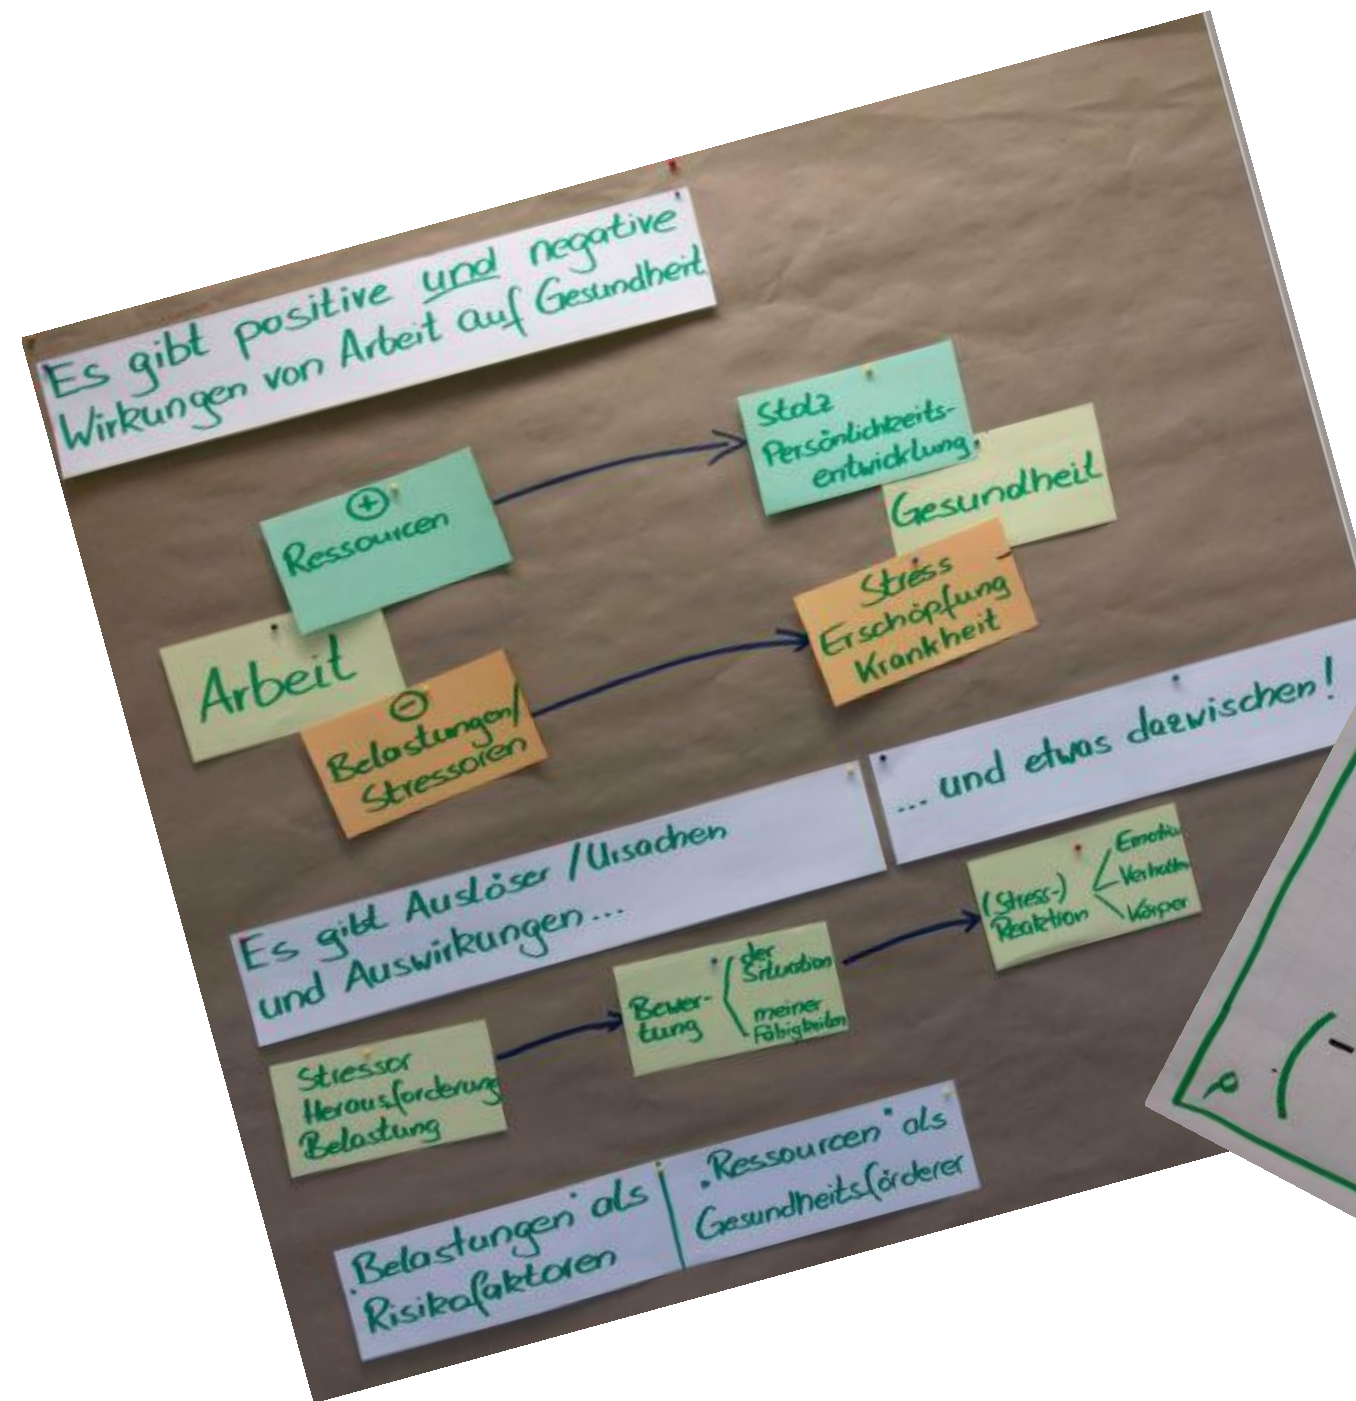 Es gibt positive und negative
Wirkungen von Arbeit auf Gesundheit
+
Ressourcen
Stolz
Persönlichkeits-
entwicklung
Gesundheit
Arbeit
-
Belastungen/
Stressoren
Stress
Erschöpfung
Krankheit
Es gibt Auslöser / Ursachen
und Auswirkungen...
... und etwas dazwischen!
Stressor
Herausforderung
Belastung
Bewer-
tung
der
Situation
meiner
Fähigkeiten
(Stress-)
Reaktion
Emotio
Verhalten
Körper
"Belastungen" als
Risikofaktoren
"Ressourcen" als
Gesundheitsförderer